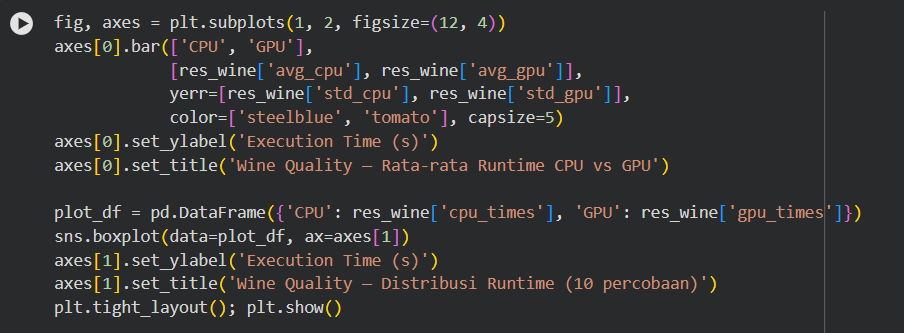 fig, axes = plt.subplots(1, 2, figsize=(12, 4))
axes[0].bar(['CPU', 'GPU'],
            [res_wine['avg_cpu'], res_wine['avg_gpu']],
            yerr=[res_wine['std_cpu'], res_wine['std_gpu']],
            color=['steelblue', 'tomato'], capsize=5)
axes[0].set_ylabel('Execution Time (s)')
axes[0].set_title('Wine Quality – Rata-rata Runtime CPU vs GPU')

plot_df = pd.DataFrame({'CPU': res_wine['cpu_times'], 'GPU': res_wine['gpu_times']})
sns.boxplot(data=plot_df, ax=axes[1])
axes[1].set_ylabel('Execution Time (s)')
axes[1].set_title('Wine Quality – Distribusi Runtime (10 percobaan)')
plt.tight_layout(); plt.show()